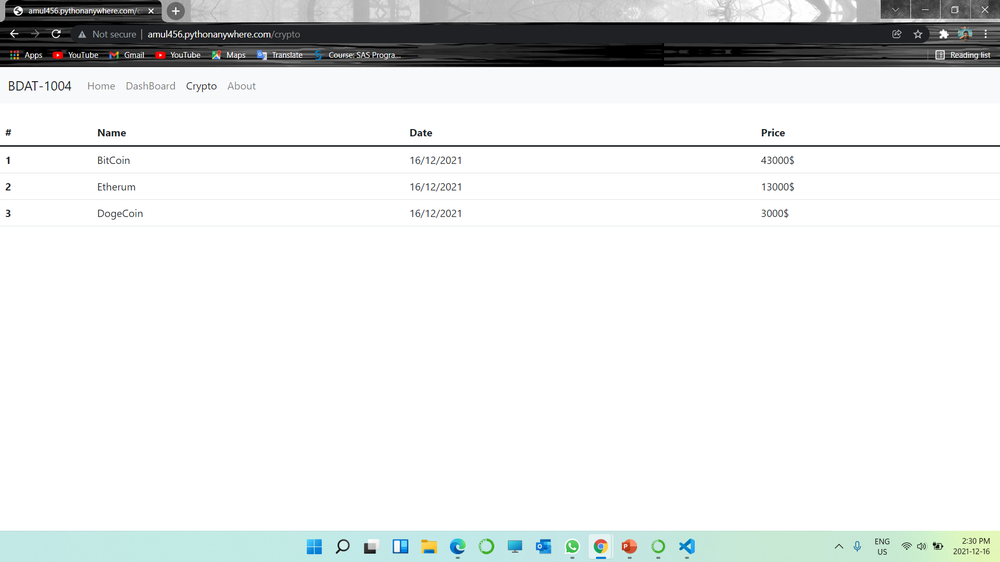 amul456.pythonanywhere.com/c
Not secure | amul456.pythonanywhere.com/crypto
Apps YouTube Gmail YouTube Maps Translate Course: SAS Progra... Reading list
BDAT-1004 Home DashBoard Crypto About
# Name Date Price
1 BitCoin 16/12/2021 43000$
2 Etherum 16/12/2021 13000$
3 DogeCoin 16/12/2021 3000$
ENG 2:30 PM
US 2021-12-16